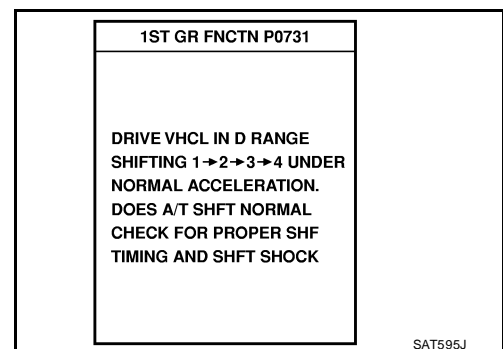 1ST GR FNCTN P0731
DRIVE VHCL IN D RANGE
SHIFTING 1→2→3→4 UNDER
NORMAL ACCELERATION.
DOES A/T SHFT NORMAL
CHECK FOR PROPER SHF
TIMING AND SHFT SHOCK
SAT595J